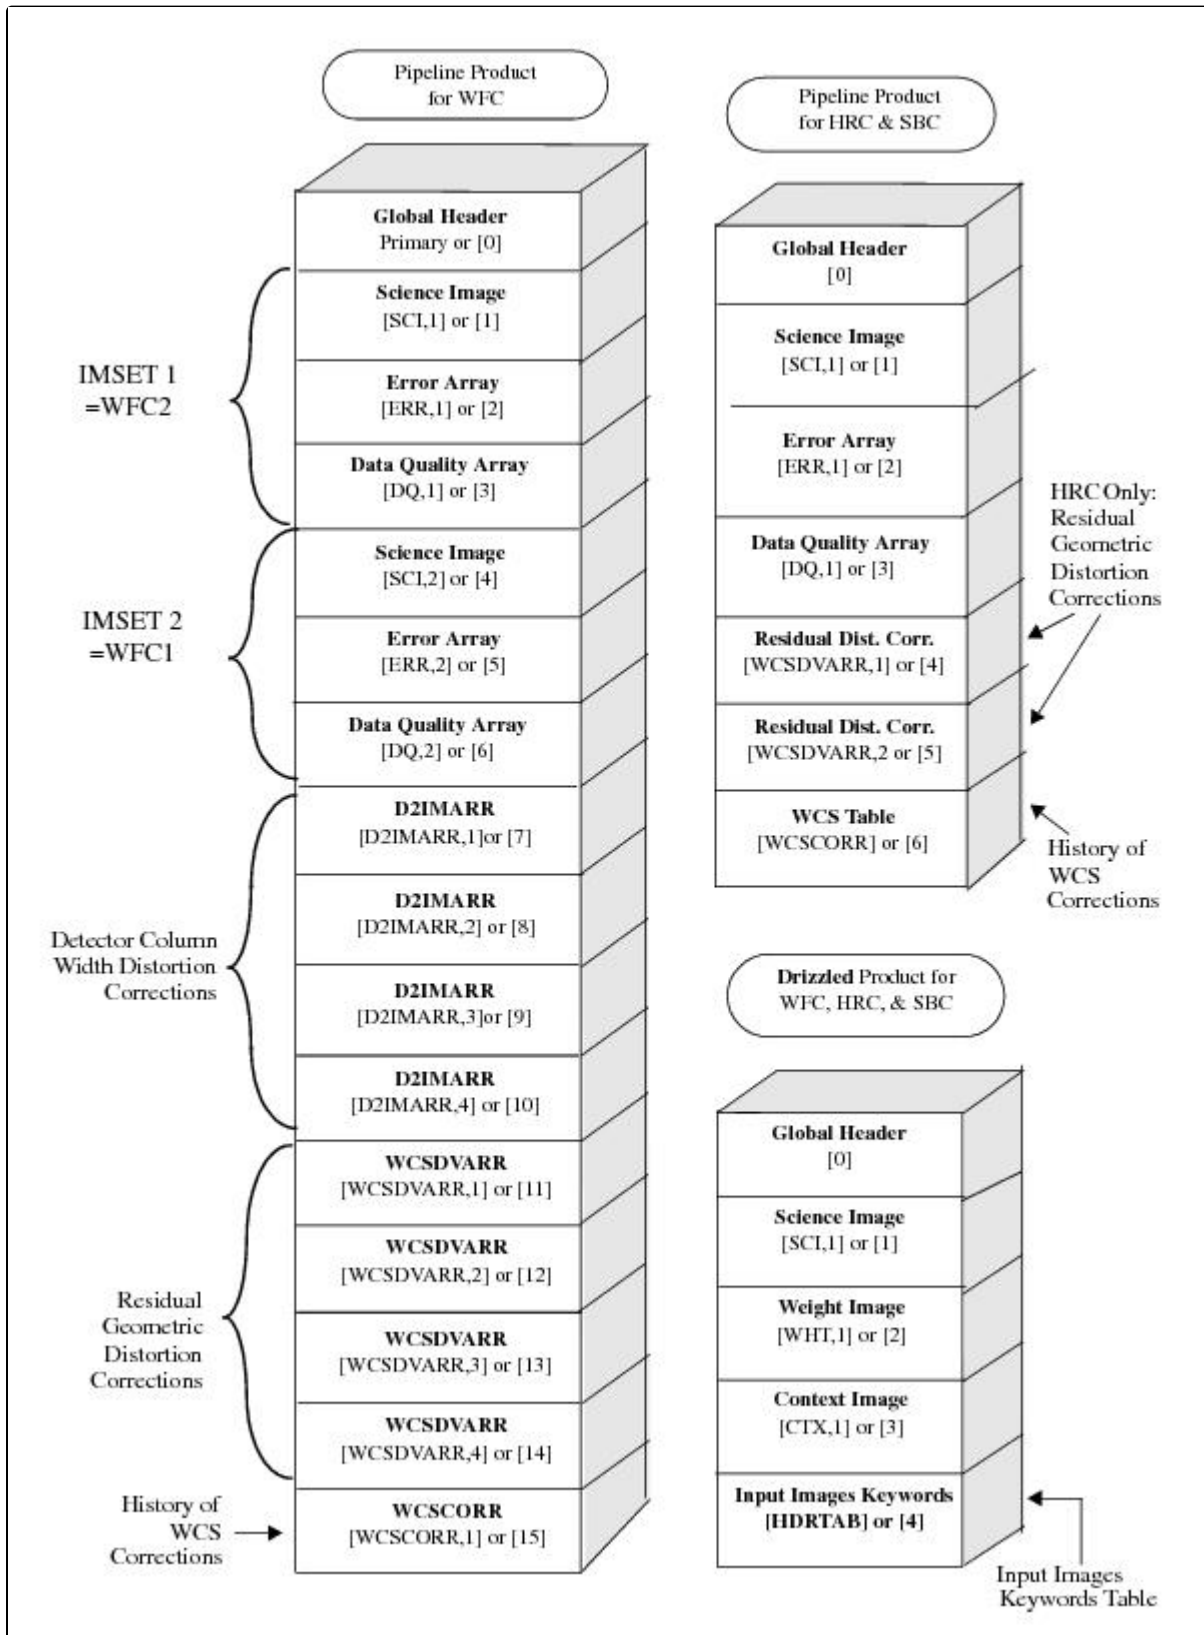 Pipeline Product
for WFC
Global Header
Primary or [0]
Science Image
[SCI,1] or [1]
Error Array
[ERR,1] or [2]
Data Quality Array
[DQ,1] or [3]
Science Image
[SCI,2] or [4]
Error Array
[ERR,2] or [5]
Data Quality Array
[DQ,2] or [6]
D2IMARR
[D2IMARR,1]or [7]
D2IMARR
[D2IMARR,2] or [8]
D2IMARR
[D2IMARR,3]or [9]
D2IMARR
[D2IMARR,4] or [10]
WCSDVARR
[WCSDVARR,1] or [11]
WCSDVARR
[WCSDVARR,2] or [12]
WCSDVARR
[WCSDVARR,3] or [13]
WCSDVARR
[WCSDVARR,4] or [14]
WCSCORR
[WCSCORR,1] or [15]
IMSET 1
=WFC2
IMSET 2
=WFC1
Detector Column
Width Distortion
Corrections
Residual
Geometric
Distortion
Corrections
History of
WCS
Corrections
Pipeline Product
for HRC & SBC
Global Header
[0]
Science Image
[SCI,1] or [1]
Error Array
[ERR,1] or [2]
Data Quality Array
[DQ,1] or [3]
Residual Dist. Corr.
[WCSDVARR,1] or [4]
Residual Dist. Corr.
[WCSDVARR,2 or [5]
WCS Table
[WCSCORR] or [6]
HRC Only:
Residual
Geometric
Distortion
Corrections
History of
WCS
Corrections
Drizzled Product for
WFC, HRC, & SBC
Global Header
[0]
Science Image
[SCI,1] or [1]
Weight Image
[WHT,1] or [2]
Context Image
[CTX,1] or [3]
Input Images Keywords
[HDRTAB] or [4]
Input Images
Keywords Table